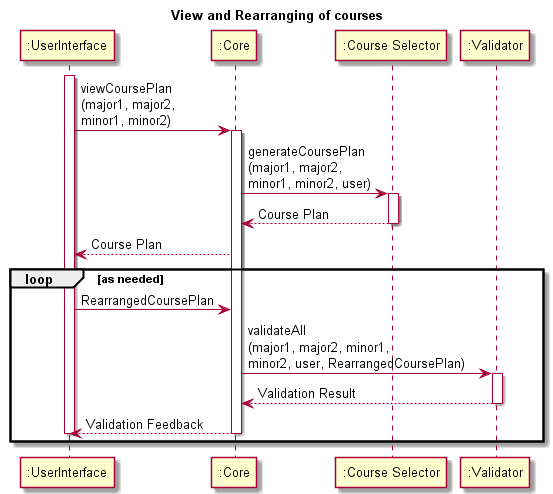 View and Rearranging of courses
:UserInterface
:Core
:Course Selector
:Validator
viewCoursePlan
(major1, major2,
minor1, minor2)
generateCoursePlan
(major1, major2,
minor1, minor2, user)
Course Plan
Course Plan
loop
[as needed]
RearrangedCoursePlan
validateAll
(major1, major2, minor1,
minor2, user, RearrangedCoursePlan)
Validation Result
Validation Feedback
:UserInterface
:Core
:Course Selector
:Validator